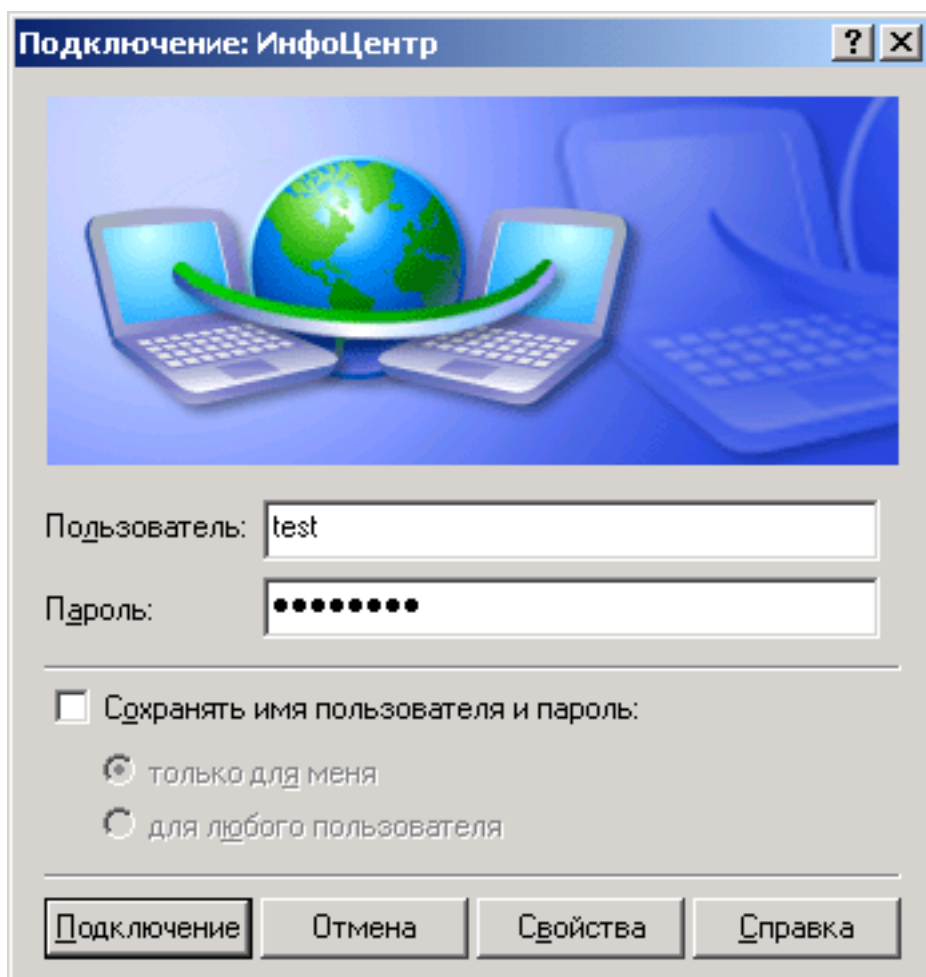 Подключение: ИнфоЦентр
Пользователь: test
Пароль: ••••••••
Сохранять имя пользователя и пароль:
только для меня
для любого пользователя
Подключение Отмена Свойства Справка